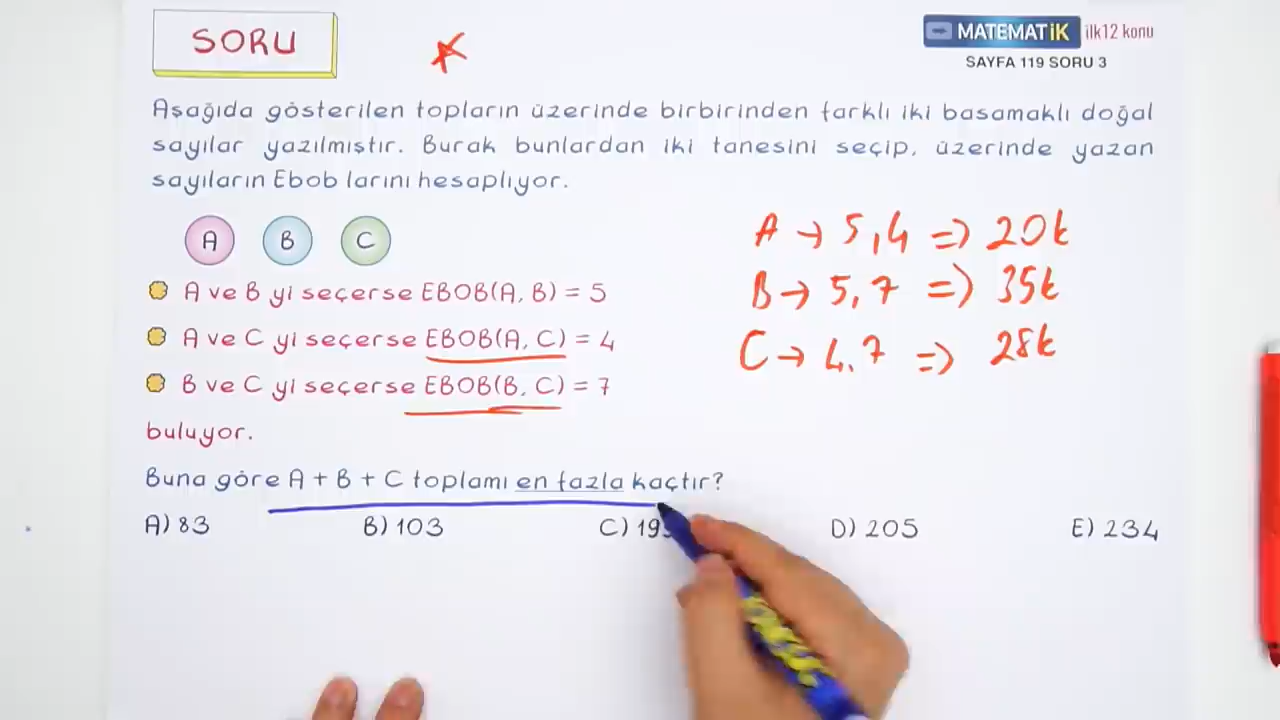 SORU
MATEMATİK ilk12 konu
SAYFA 119 SORU 3
Aşağıda gösterilen topların üzerinde birbirinden farklı iki basamaklı doğal
sayılar yazılmıştır. Burak bunlardan iki tanesini seçip, üzerinde yazan
sayıların Ebob larını hesaplıyor.
A B C
A ve B yi seçerse EBOB(A, B) = 5
A ve C yi seçerse EBOB(A, C) = 4
B ve C yi seçerse EBOB(B, C) = 7
buluyor.
A → 5,4 => 20k
B → 5,7 => 35k
C → 4,7 => 28k
Buna göre A + B + C toplamı en fazla kaçtır?
A) 83 B) 103 C) D) 205 E) 234